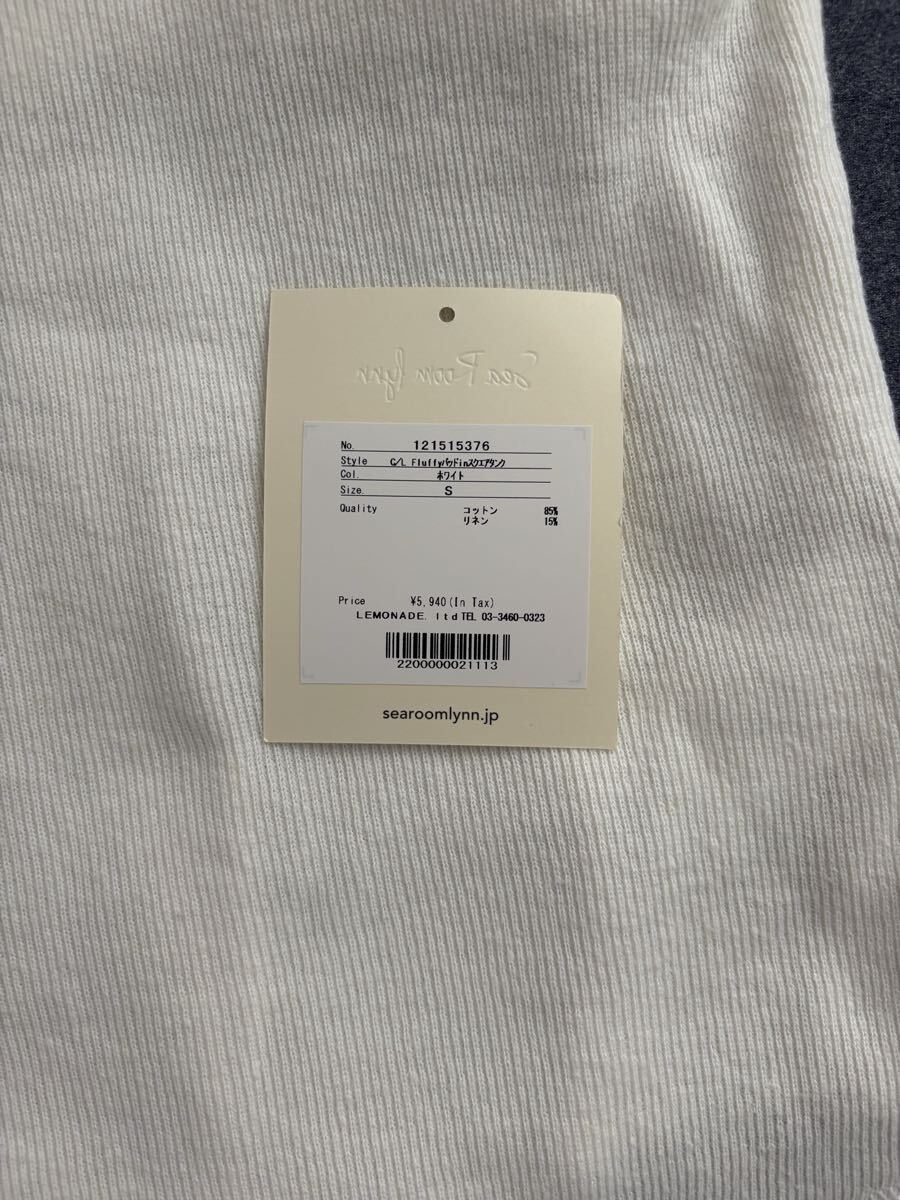 Sea Room lynn
No. 121515376
Style C/L Fluffyパッドinスクエアタンク
Col. ホワイト
Size. S
Quality コットン 85%
リネン 15%
Price ¥5,940(In Tax)
LEMONADE. ltd TEL 03-3460-0323
2200000021113
searoomlynn.jp